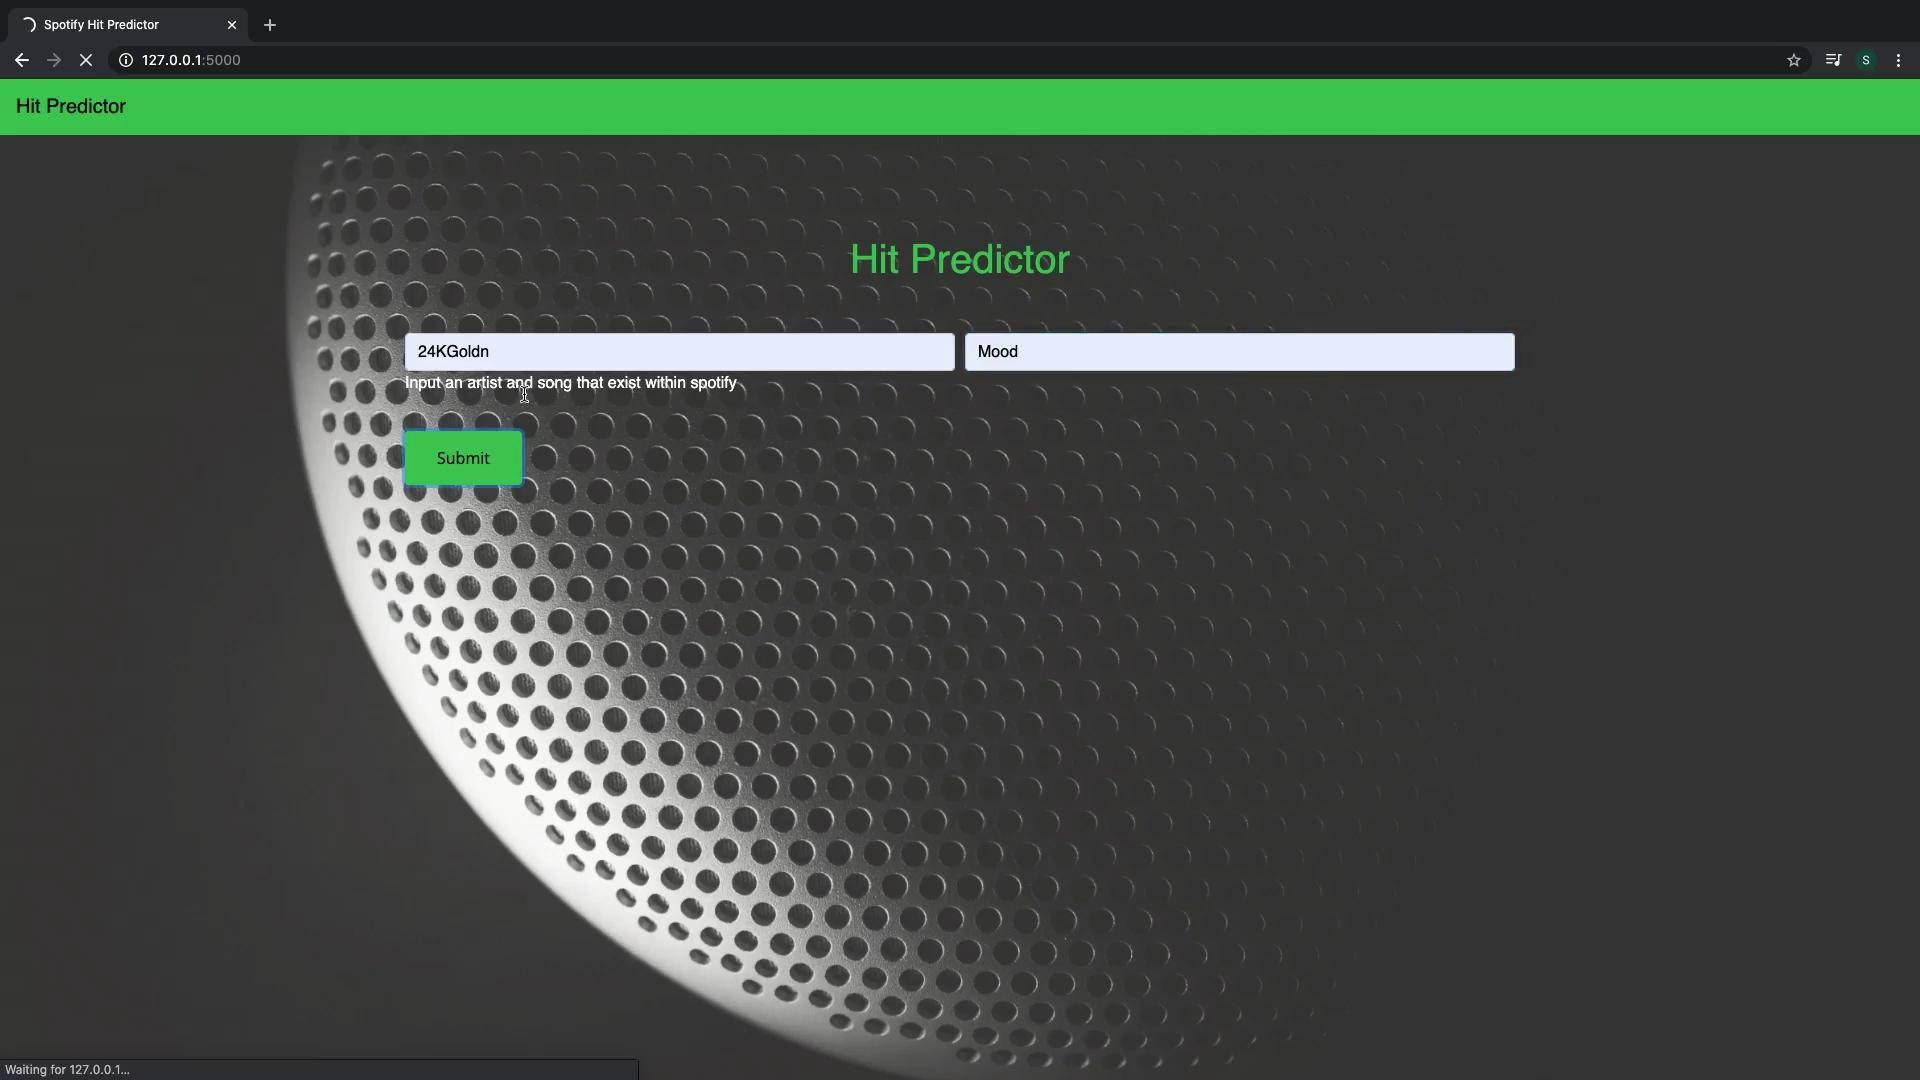 Spotify Hit Predictor
127.0.0.1:5000
S
Hit Predictor
Hit Predictor
24KGoldn
Mood
Input an artist and song that exist within spotify
Submit
Waiting for 127.0.0.1...